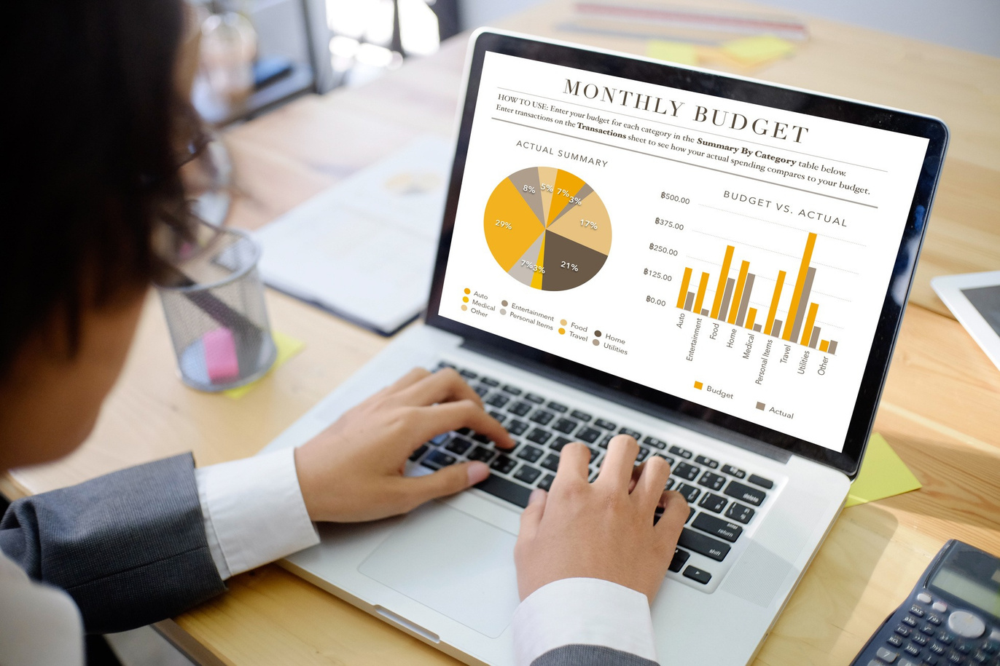 MONTHLY BUDGET
HOW TO USE: Enter your budget for each category in the Summary By Category table below.
Enter transactions on the Transactions sheet to see how your actual spending compares to your budget.
ACTUAL SUMMARY
8%
5%
7%
3%
17%
29%
21%
7%
3%
Auto
Medical
Other
Entertainment
Personal Items
Food
Travel
Home
Utilities
BUDGET VS. ACTUAL
฿500.00
฿375.00
฿250.00
฿125.00
฿0.00
Auto
Entertainment
Food
Home
Medical
Personal Items
Travel
Utilities
Other
Budget
Actual
delete
return
shift